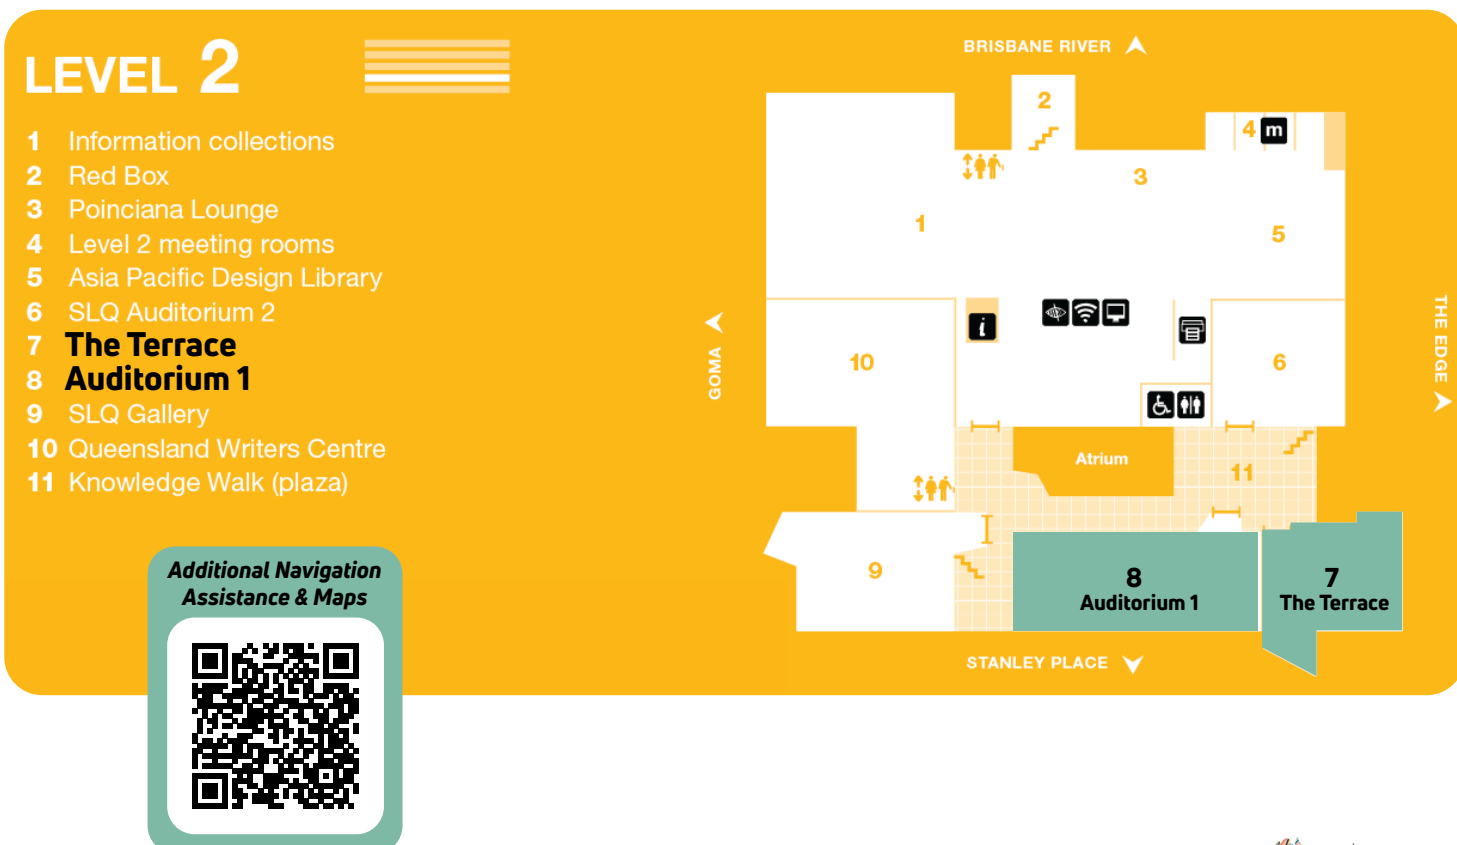 LEVEL 2
1 Information collections
2 Red Box
3 Poinciana Lounge
4 Level 2 meeting rooms
5 Asia Pacific Design Library
6 SLQ Auditorium 2
7 The Terrace
8 Auditorium 1
9 SLQ Gallery
10 Queensland Writers Centre
11 Knowledge Walk (plaza)
Additional Navigation
Assistance & Maps
BRISBANE RIVER
2
4 m
3
1
5
GOMA
THE EDGE
i
10
6
Atrium
11
9
8
Auditorium 1
7
The Terrace
STANLEY PLACE